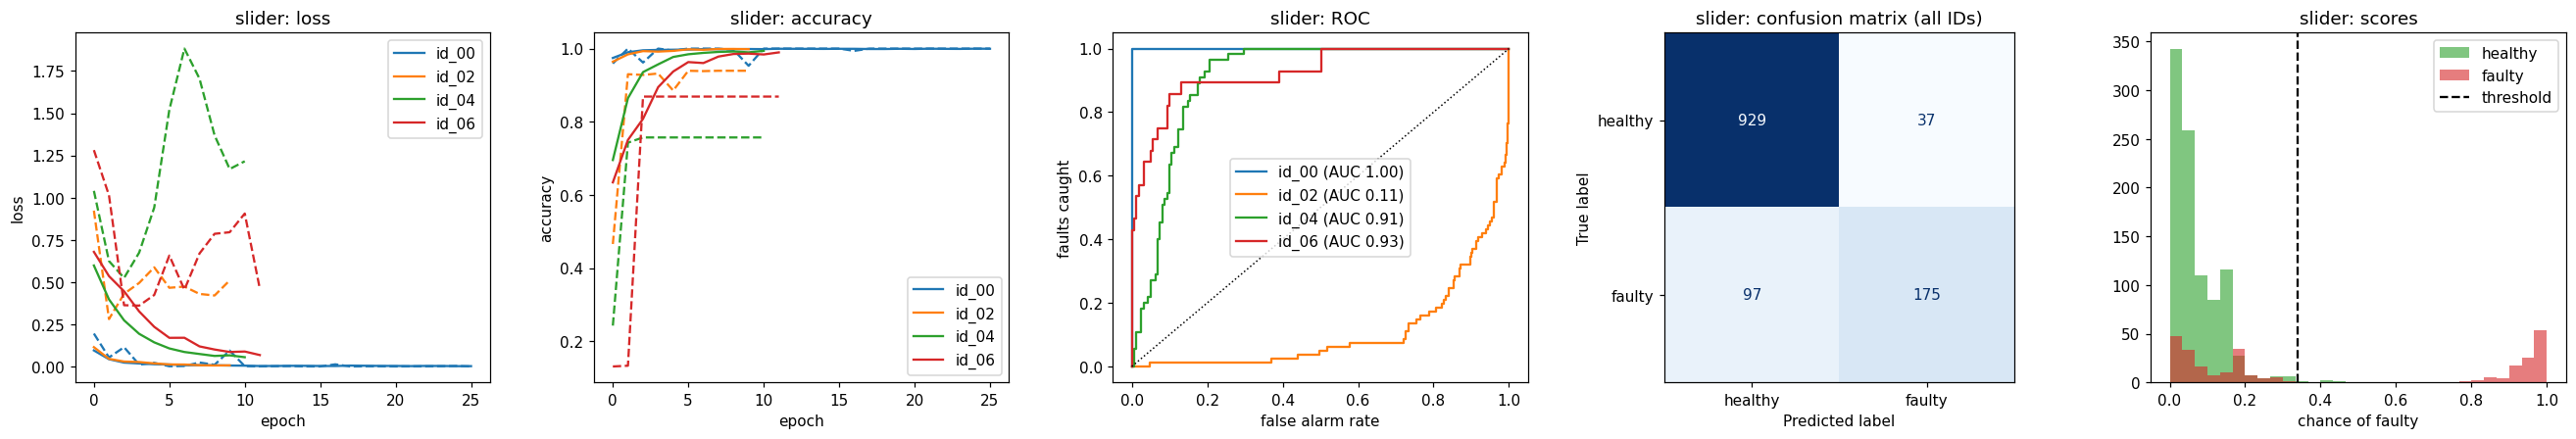 slider: loss
loss
1.75
1.50
1.25
1.00
0.75
0.50
0.25
0.00
0 5 10 15 20 25
epoch
id_00
id_02
id_04
id_06
slider: accuracy
accuracy
1.0
0.8
0.6
0.4
0.2
0 5 10 15 20 25
epoch
id_00
id_02
id_04
id_06
slider: ROC
faults caught
1.0
0.8
0.6
0.4
0.2
0.0
0.0 0.2 0.4 0.6 0.8 1.0
false alarm rate
id_00 (AUC 1.00)
id_02 (AUC 0.11)
id_04 (AUC 0.91)
id_06 (AUC 0.93)
slider: confusion matrix (all IDs)
True label
healthy 929 37
faulty 97 175
healthy faulty
Predicted label
slider: scores
350
300
250
200
150
100
50
0
0.0 0.2 0.4 0.6 0.8 1.0
chance of faulty
healthy
faulty
threshold